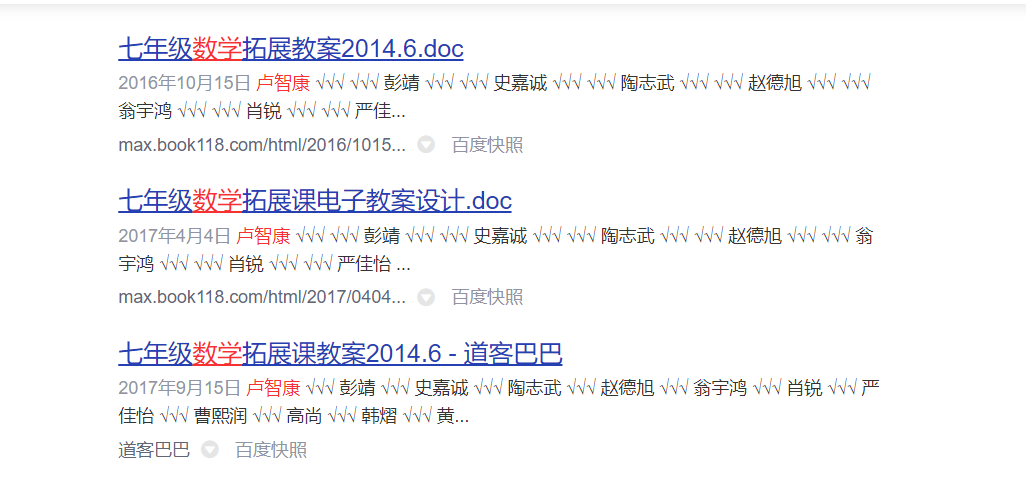 七年级数学拓展教案2014.6.doc
2016年10月15日 卢智康 √√√ √√√ 彭靖 √√√ √√√ 史嘉诚 √√√ √√√ 陶志武 √√√ √√√ 赵德旭 √√√ √√√
翁宇鸿 √√√ √√√ 肖锐 √√√ √√√ 严佳...
max.book118.com/html/2016/1015... 百度快照
七年级数学拓展课电子教案设计.doc
2017年4月4日 卢智康 √√√ √√√ 彭靖 √√√ √√√ 史嘉诚 √√√ √√√ 陶志武 √√√ √√√ 赵德旭 √√√ √√√ 翁
宇鸿 √√√ √√√ 肖锐 √√√ √√√ 严佳怡 ...
max.book118.com/html/2017/0404... 百度快照
七年级数学拓展课教案2014.6 - 道客巴巴
2017年9月15日 卢智康 √√√ 彭靖 √√√ 史嘉诚 √√√ 陶志武 √√√ 赵德旭 √√√ 翁宇鸿 √√√ 肖锐 √√√ 严
佳怡 √√√ 曹熙润 √√√ 高尚 √√√ 韩熠 √√√ 黄...
道客巴巴 百度快照